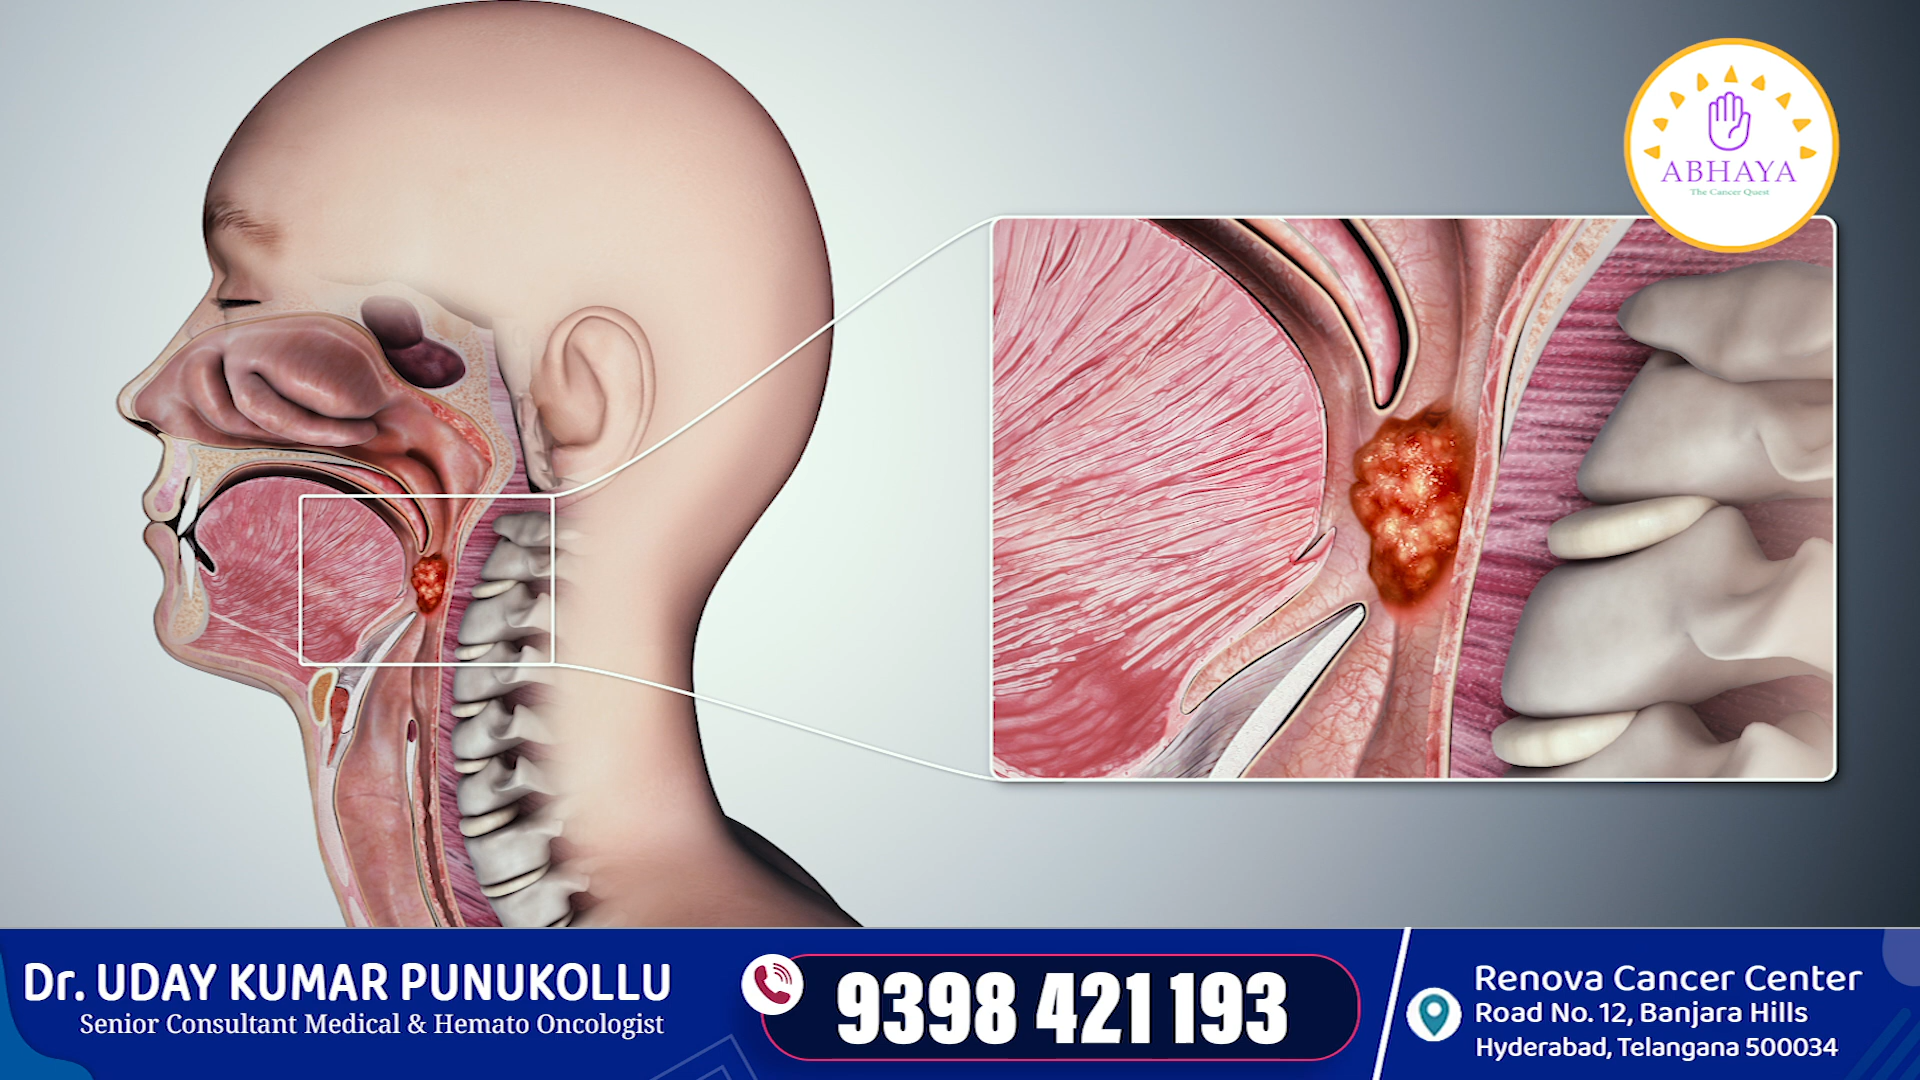 ABHAYA
The Cancer Quest
Dr. UDAY KUMAR PUNUKOLLU
Senior Consultant Medical & Hemato Oncologist
9398 421 193
Renova Cancer Center
Road No. 12, Banjara Hills
Hyderabad, Telangana 500034